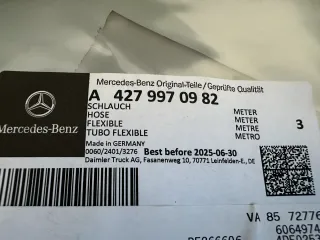 Mercedes-Benz Original-Teile/Geprüfte Qualität
A 427 997 09 82
SCHLAUCH
HOSE METER
FLEXIBLE METER
TUBO FLEXIBLE METRE
METRO
3
Made in GERMANY
0060/2401/3276 Best before 2025-06-30
Daimler Truck AG, Fasanenweg 10, 70771 Leinfelden-E., DE
Mercedes-Benz
VA 85 72776
6064974